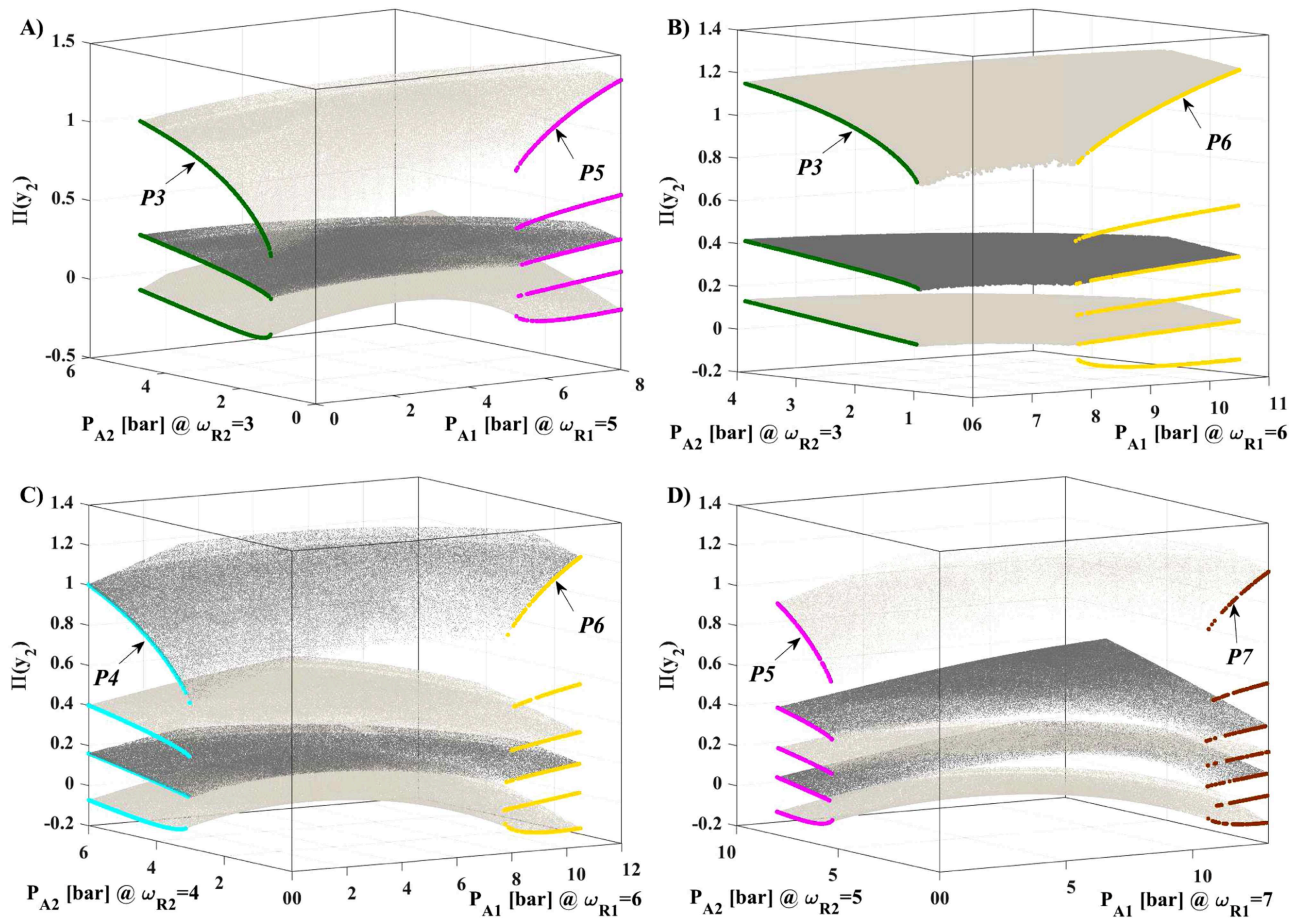 A)
1.5
1
0.5
0
-0.5
Π(y2)
P3
P5
6
4
2
0
0
2
4
6
8
PA2 [bar] @ ωR2=3
PA1 [bar] @ ωR1=5
B)
1.4
1.2
1
0.8
0.6
0.4
0.2
0
-0.2
Π(y2)
P3
P6
4
3
2
1
06
7
8
9
10
11
PA2 [bar] @ ωR2=3
PA1 [bar] @ ωR1=6
C)
1.4
1.2
1
0.8
0.6
0.4
0.2
0
-0.2
Π(y2)
P4
P6
6
4
2
00
2
4
6
8
10
12
PA2 [bar] @ ωR2=4
PA1 [bar] @ ωR1=6
D)
1.4
1.2
1
0.8
0.6
0.4
0.2
0
-0.2
Π(y2)
P5
P7
10
5
00
5
10
PA2 [bar] @ ωR2=5
PA1 [bar] @ ωR1=7